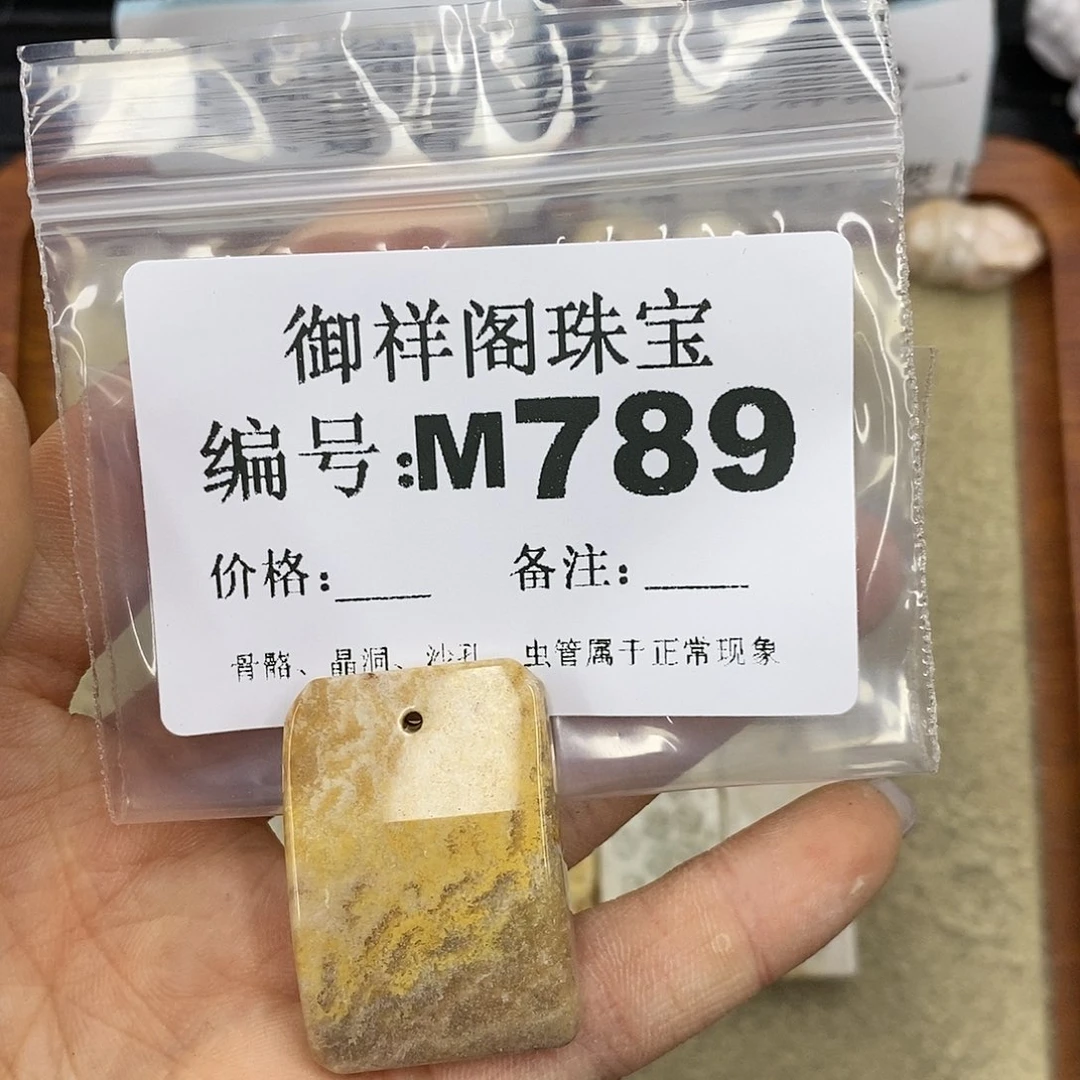 御祥阁珠宝
编号:M789
价格:____ 备注:____
骨骼、晶洞、沙孔、虫管属于正常现象